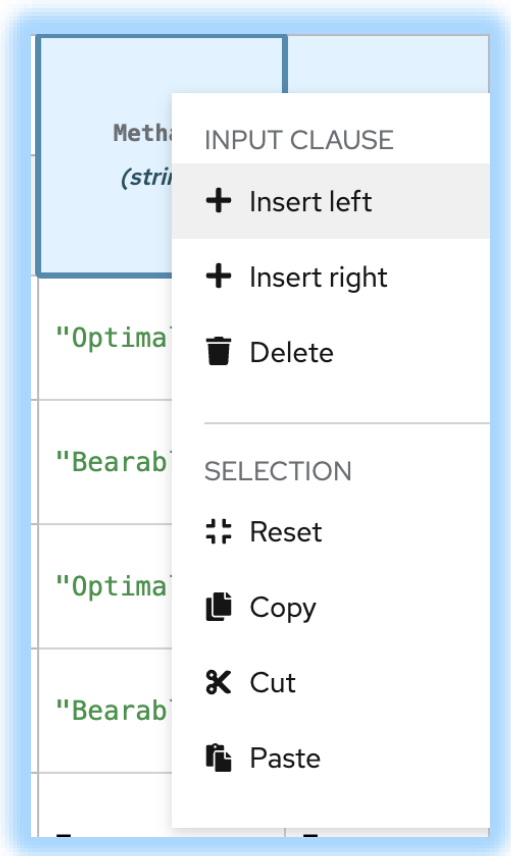 INPUT CLAUSE
Insert left
Insert right
Delete
SELECTION
Reset
Copy
Cut
Paste